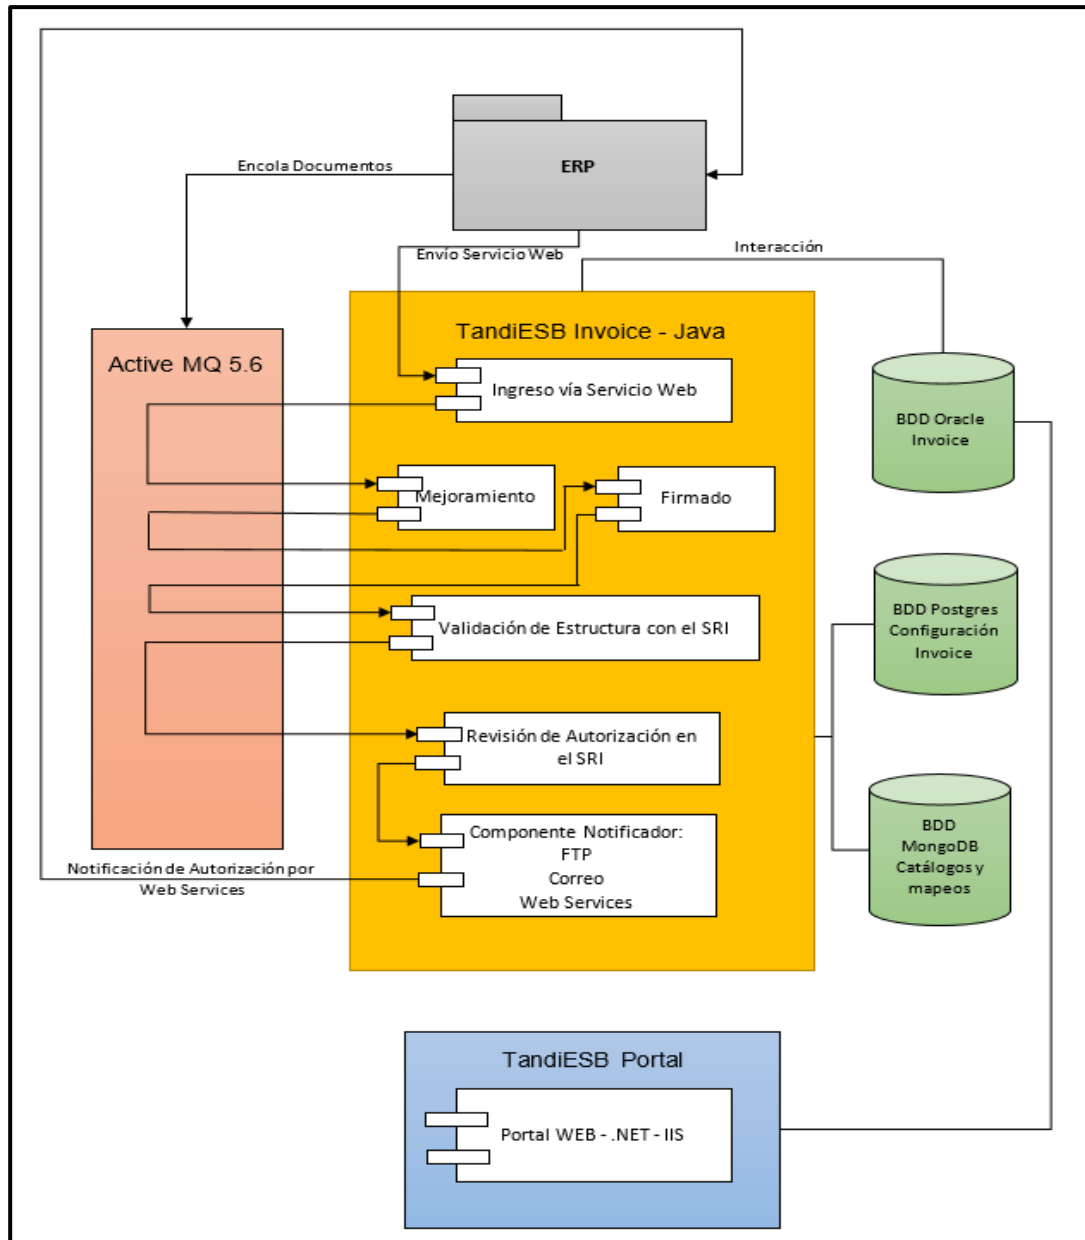 ERP
Encola Documentos
Envío Servicio Web
Interacción
Active MQ 5.6
TandiESB Invoice - Java
Ingreso vía Servicio Web
Mejoramiento
Firmado
Validación de Estructura con el SRI
Revisión de Autorización en
el SRI
Componente Notificador:
FTP
Correo
Web Services
Notificación de Autorización por
Web Services
BDD Oracle
Invoice
BDD Postgres
Configuración
Invoice
BDD
MongoDB
Catálogos y
mapeos
TandiESB Portal
Portal WEB - .NET - IIS